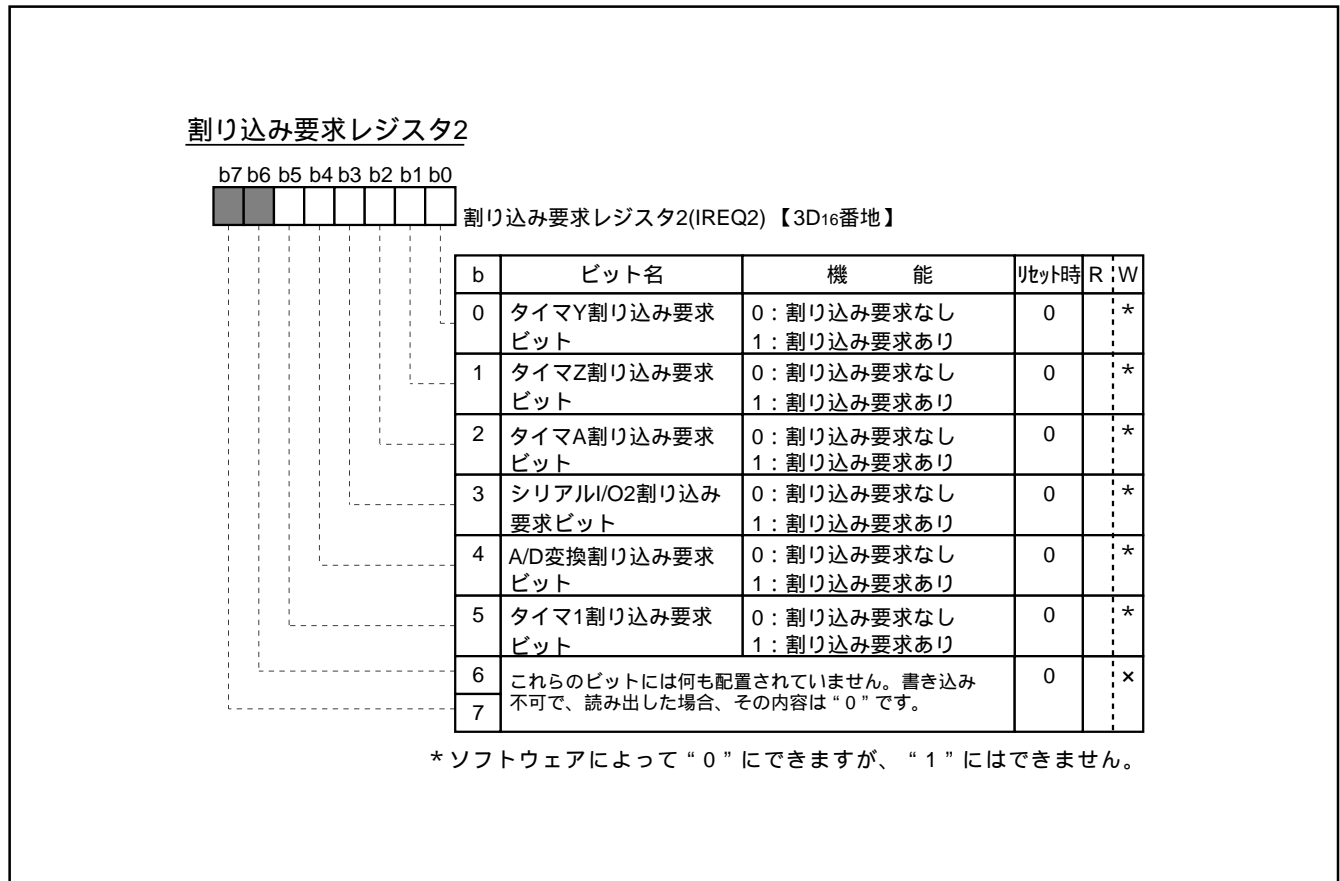 割り込み要求レジスタ2
b7 b6 b5 b4 b3 b2 b1 b0
割り込み要求レジスタ2(IREQ2)【3D16番地】
b ビット名 機 能 リセット時 R W
0 タイマY割り込み要求 0：割り込み要求なし 0 *
ビット 1：割り込み要求あり
1 タイマZ割り込み要求 0：割り込み要求なし 0 *
ビット 1：割り込み要求あり
2 タイマA割り込み要求 0：割り込み要求なし 0 *
ビット 1：割り込み要求あり
3 シリアルI/O2割り込み 0：割り込み要求なし 0 *
要求ビット 1：割り込み要求あり
4 A/D変換割り込み要求 0：割り込み要求なし 0 *
ビット 1：割り込み要求あり
5 タイマ1割り込み要求 0：割り込み要求なし 0 *
ビット 1：割り込み要求あり
6 これらのビットには何も配置されていません。書き込み 0 ×
7 不可で、読み出した場合、その内容は“0”です。
*ソフトウェアによって“0”にできますが、“1”にはできません。